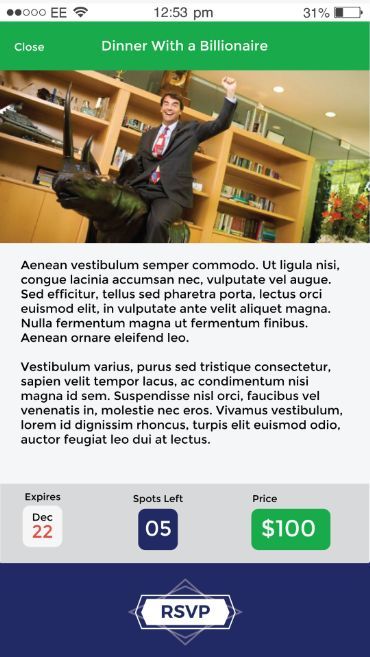 EE 12:53 pm 31%
Close Dinner With a Billionaire
Aenean vestibulum semper commodo. Ut ligula nisi,
congue lacinia accumsan nec, vulputate vel augue.
Sed efficitur, tellus sed pharetra porta, lectus orci
euismod elit, in vulputate ante velit aliquet magna.
Nulla fermentum magna ut fermentum finibus.
Aenean ornare eleifend leo.
Vestibulum varius, purus sed tristique consectetur,
sapien velit tempor lacus, ac condimentum nisi
magna id sem. Suspendisse nisl orci, faucibus vel
venenatis in, molestie nec eros. Vivamus vestibulum,
lorem id dignissim rhoncus, turpis elit euismod odio,
auctor feugiat leo dui at lectus.
Expires Spots Left Price
Dec
22 05 $100
RSVP